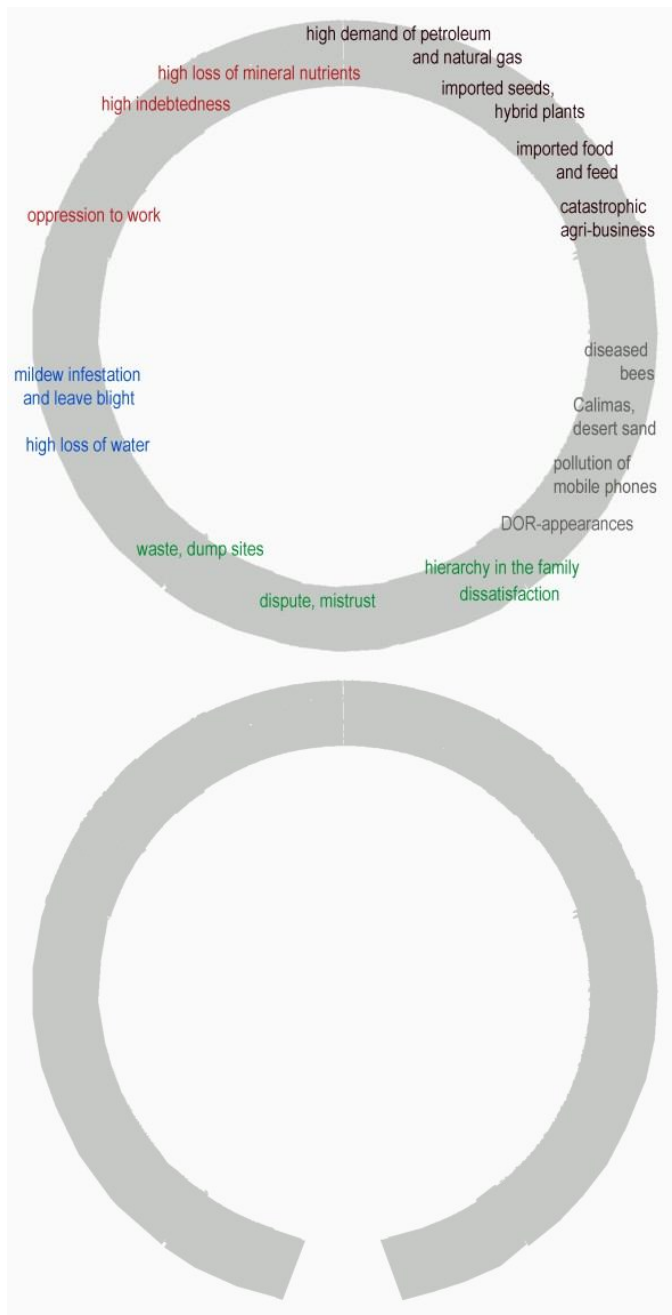 high demand of petroleum
and natural gas
high loss of mineral nutrients
imported seeds,
hybrid plants
high indebtedness
imported food
and feed
catastrophic
agri-business
oppression to work
diseased
bees
mildew infestation
and leave blight
Calimas,
desert sand
high loss of water
pollution of
mobile phones
DOR-appearances
waste, dump sites
hierarchy in the family
dissatisfaction
dispute, mistrust